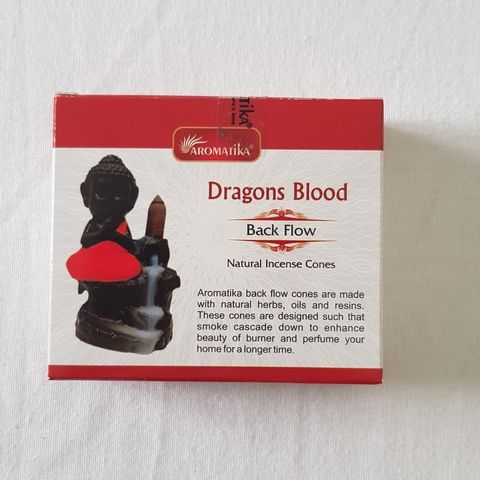 AROMATIKA®
Dragons Blood
Back Flow
Natural Incense Cones
Aromatika back flow cones are made
with natural herbs, oils and resins.
These cones are designed such that
smoke cascade down to enhance
beauty of burner and perfume your
home for a longer time.